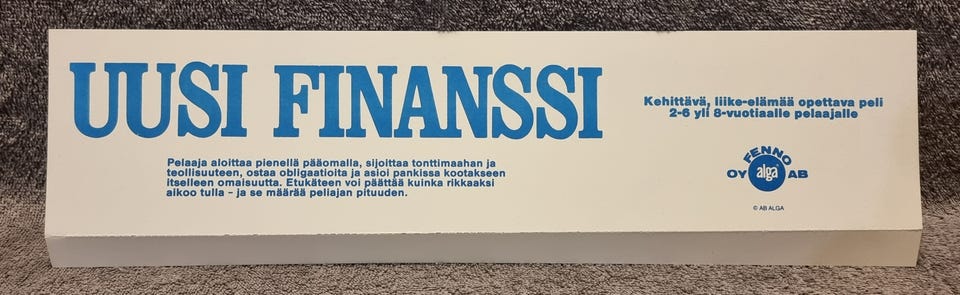 UUSI FINANSSI
Kehittävä, liike-elämää opettava peli
2-6 yli 8-vuotiaalle pelaajalle
Pelaaja aloittaa pienellä pääomalla, sijoittaa tonttimaahan ja
teollisuuteen, ostaa obligaatioita ja asioi pankissa kootakseen
itselleen omaisuutta. Etukäteen voi päättää kuinka rikkaaksi
aikoo tulla – ja se määrää peliajan pituuden.
FENNO
OY alga AB
© AB ALGA